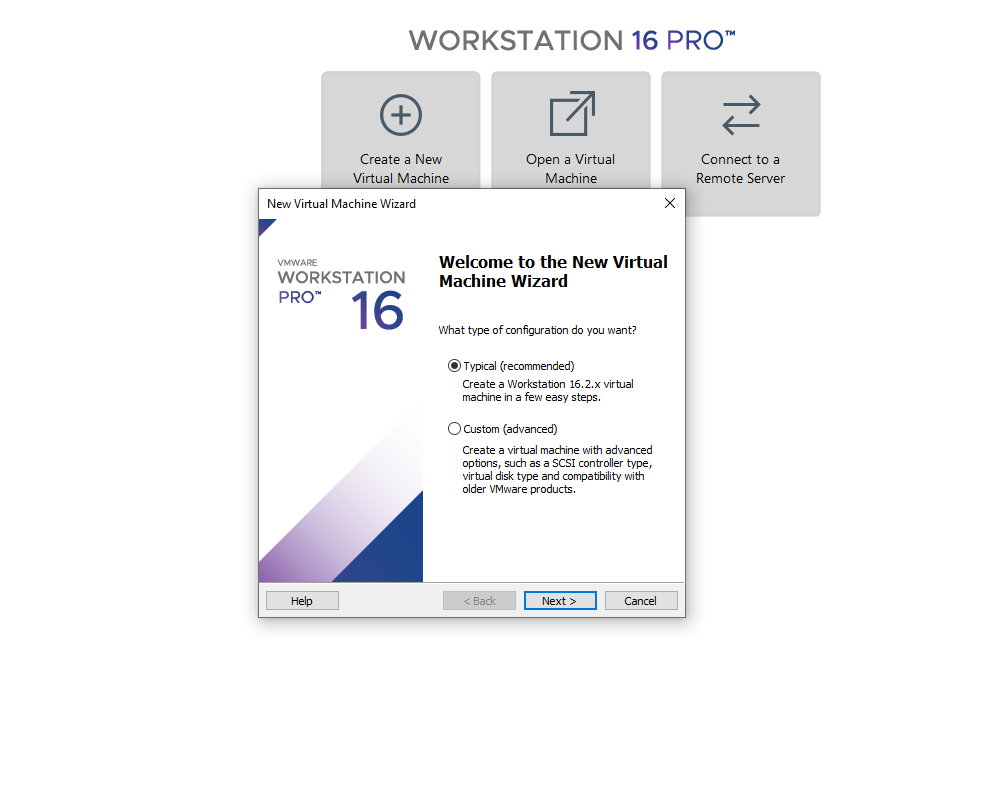 WORKSTATION 16 PRO™
Create a New
Virtual Machine
Open a Virtual
Machine
Connect to a
Remote Server
New Virtual Machine Wizard
VMWARE
WORKSTATION
PRO™ 16
Welcome to the New Virtual
Machine Wizard
What type of configuration do you want?
Typical (recommended)
Create a Workstation 16.2.x virtual
machine in a few easy steps.
Custom (advanced)
Create a virtual machine with advanced
options, such as a SCSI controller type,
virtual disk type and compatibility with
older VMware products.
Help
< Back
Next >
Cancel